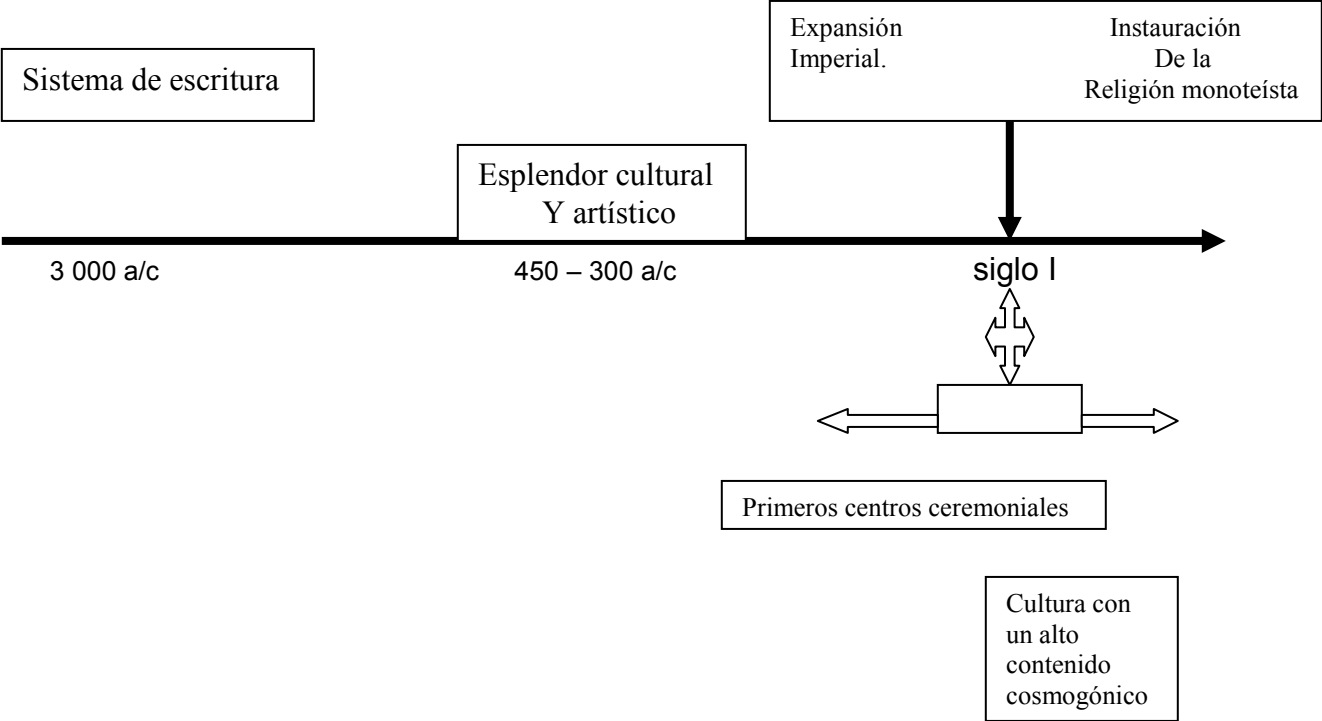 Expansión
Imperial.
Instauración
De la
Religión monoteísta
Sistema de escritura
Esplendor cultural
Y artístico
3 000 a/c
450 – 300 a/c
siglo I
Primeros centros ceremoniales
Cultura con
un alto
contenido
cosmogónico